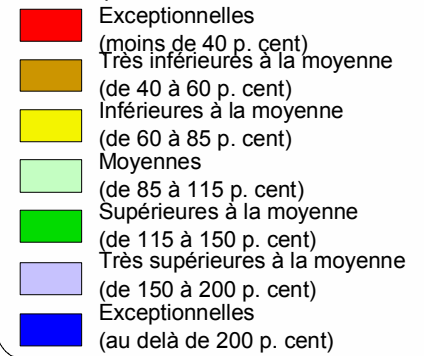 Exceptionnelles
(moins de 40 p. cent)
Très inférieures à la moyenne
(de 40 à 60 p. cent)
Inférieures à la moyenne
(de 60 à 85 p. cent)
Moyennes
(de 85 à 115 p. cent)
Supérieures à la moyenne
(de 115 à 150 p. cent)
Très supérieures à la moyenne
(de 150 à 200 p. cent)
Exceptionnelles
(au delà de 200 p. cent)